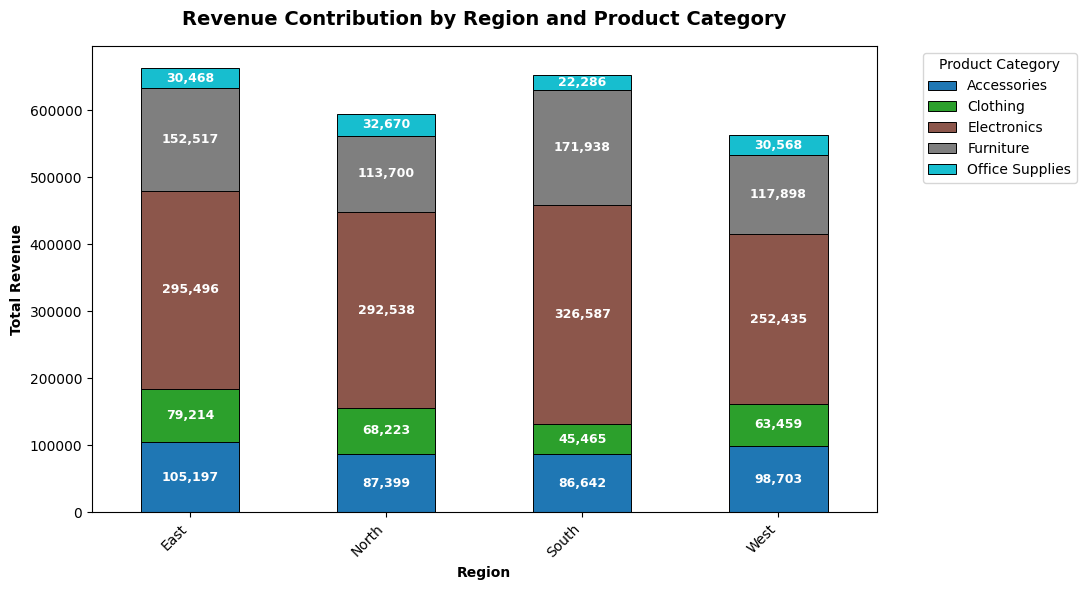 Revenue Contribution by Region and Product Category
Total Revenue
600000
500000
400000
300000
200000
100000
0
30,468
152,517
295,496
79,214
105,197
32,670
113,700
292,538
68,223
87,399
22,286
171,938
326,587
45,465
86,642
30,568
117,898
252,435
63,459
98,703
East
North
South
West
Region
Product Category
Accessories
Clothing
Electronics
Furniture
Office Supplies